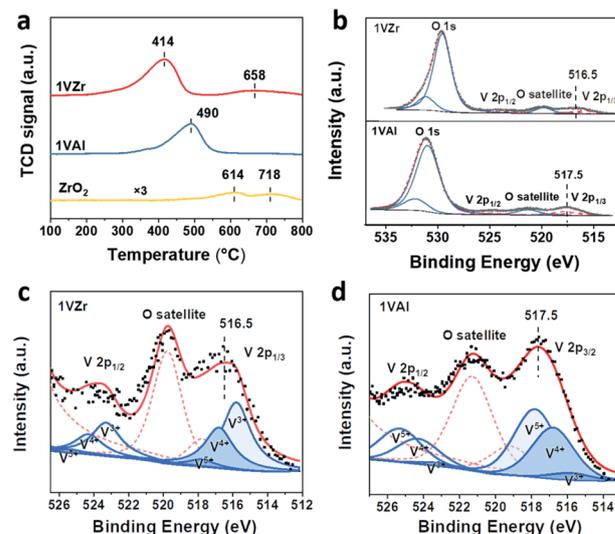 a
414
1VZr
658
490
1VAl
614 718
ZrO2
×3
TCD signal (a.u.)
100 200 300 400 500 600 700 800
Temperature (°C)
b
1VZr
O 1s
516.5
V 2p1/2
O satellite
V 2p1/3
1VAl
O 1s
517.5
V 2p1/2
O satellite
V 2p1/3
Intensity (a.u.)
535 530 525 520 515
Binding Energy (eV)
c
1VZr
O satellite
516.5
V 2p1/2
V 2p1/3
V3+
V4+
V5+
V3+
V4+
V5+
Intensity (a.u.)
526 524 522 520 518 516 514 512
Binding Energy (eV)
d
1VAl
517.5
O satellite
V 2p1/2
V 2p3/2
V5+
V4+
V3+
V5+
V4+
V3+
Intensity (a.u.)
526 524 522 520 518 516 514
Binding Energy (eV)